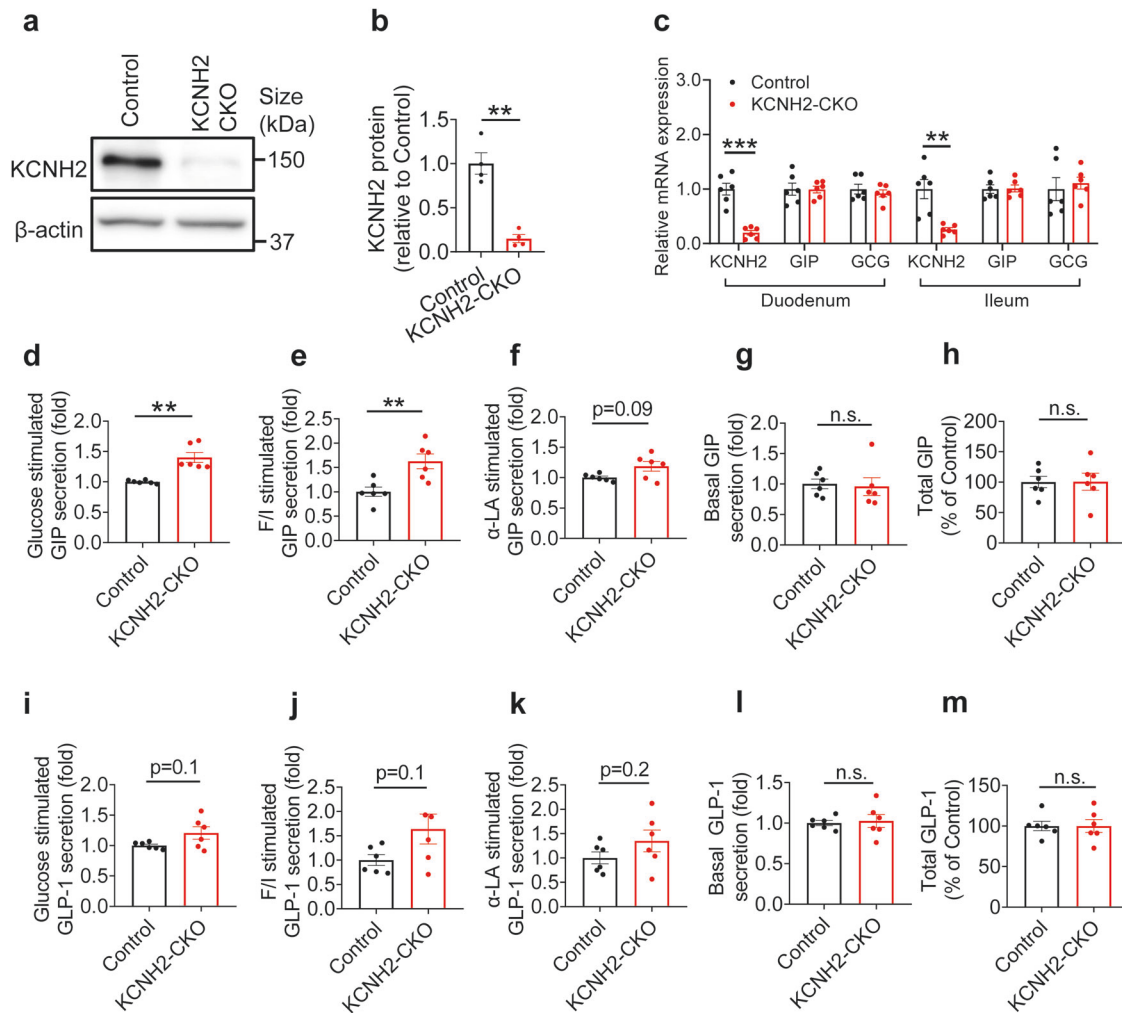 a
Control
KCNH2
CKO
Size
(kDa)
KCNH2
150
β-actin
37
b
KCNH2 protein
(relative to Control)
**
1.5
1.0
0.5
0.0
Control
KCNH2-CKO
c
Relative mRNA expression
3.0
2.0
1.0
0.0
Control
KCNH2-CKO
***
**
KCNH2 GIP GCG KCNH2 GIP GCG
Duodenum Ileum
d
Glucose stimulated
GIP secretion (fold)
**
2.0
1.5
1.0
0.5
0.0
Control
KCNH2-CKO
e
F/I stimulated
GIP secretion (fold)
**
2.5
2.0
1.5
1.0
0.5
0.0
Control
KCNH2-CKO
f
α-LA stimulated
GIP secretion (fold)
p=0.09
2.0
1.5
1.0
0.5
0.0
Control
KCNH2-CKO
g
Basal GIP
secretion (fold)
n.s.
2.0
1.5
1.0
0.5
0.0
Control
KCNH2-CKO
h
Total GIP
(% of Control)
n.s.
200
150
100
50
0
Control
KCNH2-CKO
i
Glucose stimulated
GLP-1 secretion (fold)
p=0.1
2.0
1.5
1.0
0.5
0.0
Control
KCNH2-CKO
j
F/I stimulated
GLP-1 secretion (fold)
p=0.1
2.5
2.0
1.5
1.0
0.5
0.0
Control
KCNH2-CKO
k
α-LA stimulated
GLP-1 secretion (fold)
p=0.2
2.5
2.0
1.5
1.0
0.5
0.0
Control
KCNH2-CKO
l
Basal GLP-1
secretion (fold)
n.s.
1.5
1.0
0.5
0.0
Control
KCNH2-CKO
m
Total GLP-1
(% of Control)
n.s.
150
100
50
0
Control
KCNH2-CKO